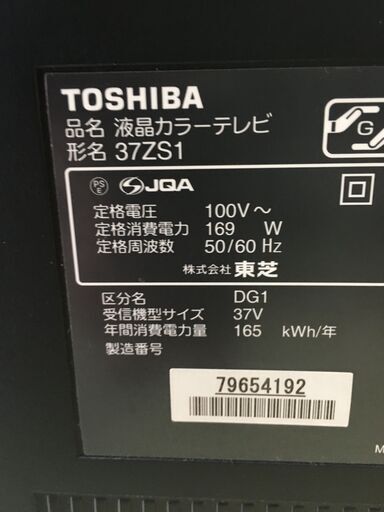 TOSHIBA
品名 液晶カラーテレビ
形名 37ZS1
G
PS
E
JQA
定格電圧 100V～
定格消費電力 169 W
定格周波数 50/60 Hz
株式会社 東芝
区分名 DG1
受信機型サイズ 37V
年間消費電力量 165 kWh/年
製造番号
79654192
M